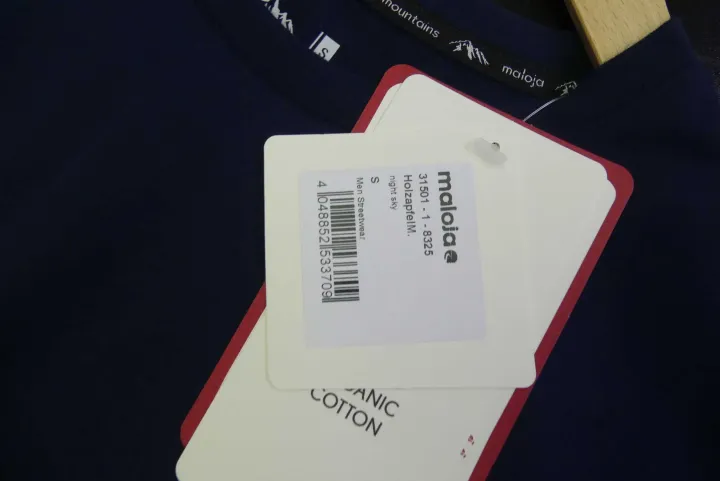 mountains
maloja
S
maloja
31501 - 1 - 8325
HolzapfelM.
night sky
S
Men Streetwear
4 048852 533709
COTTON